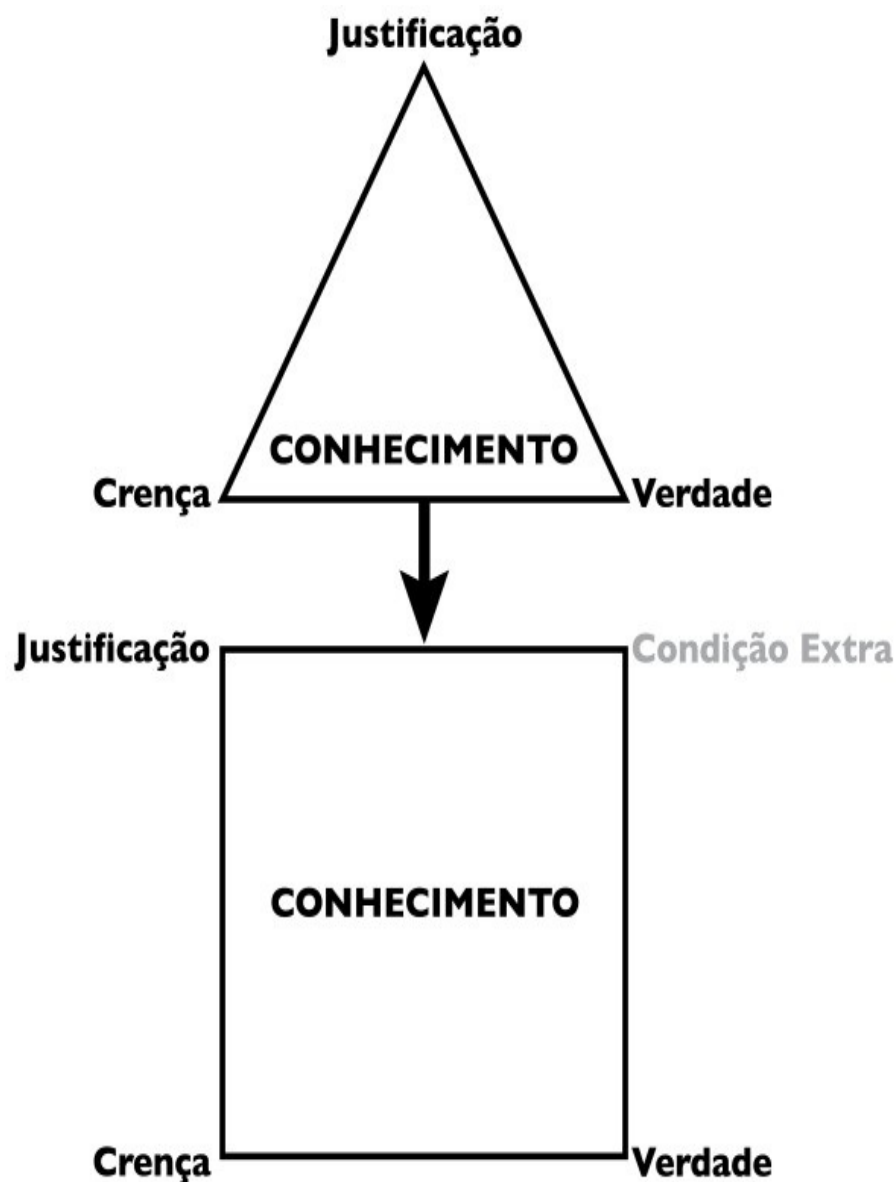 Justificação
CONHECIMENTO
Crença
Verdade
Justificação
Condição Extra
CONHECIMENTO
Crença
Verdade